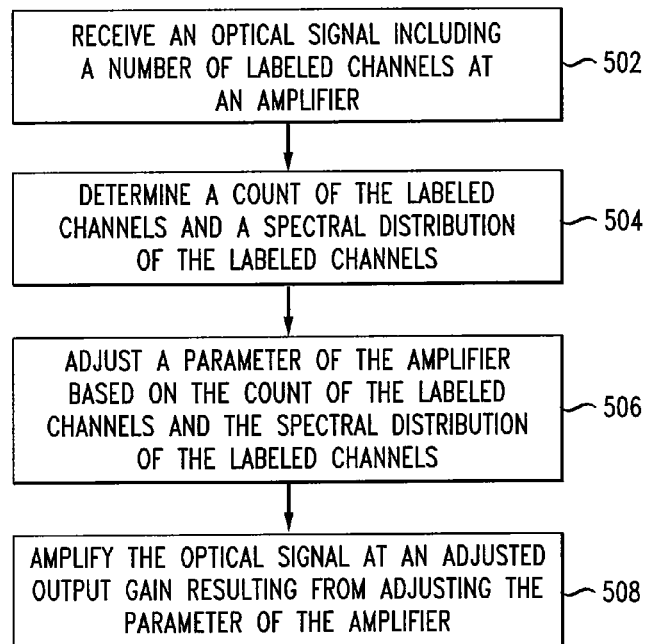 RECEIVE AN OPTICAL SIGNAL INCLUDING
A NUMBER OF LABELED CHANNELS AT
AN AMPLIFIER
502
DETERMINE A COUNT OF THE LABELED
CHANNELS AND A SPECTRAL DISTRIBUTION
OF THE LABELED CHANNELS
504
ADJUST A PARAMETER OF THE AMPLIFIER
BASED ON THE COUNT OF THE LABELED
CHANNELS AND THE SPECTRAL DISTRIBUTION
OF THE LABELED CHANNELS
506
AMPLIFY THE OPTICAL SIGNAL AT AN ADJUSTED
OUTPUT GAIN RESULTING FROM ADJUSTING THE
PARAMETER OF THE AMPLIFIER
508